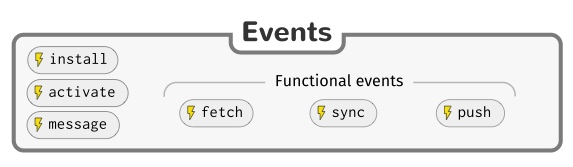 Events
install
activate
message
Functional events
fetch
sync
push